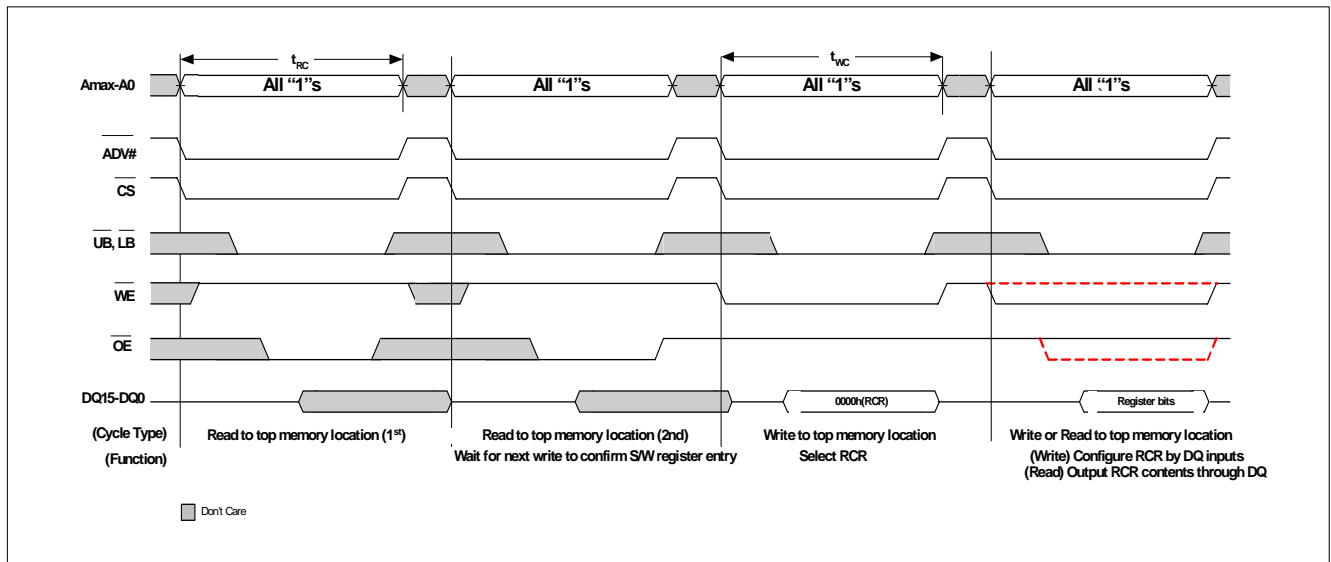 tRC
tWC
Amax-A0
All “1”s
All “1”s
All “1”s
All “1”s
ADV#
CS
UB, LB
WE
OE
DQ15-DQ0
0000h(RCR)
Register bits
(Cycle Type)
Read to top memory location (1st)
Read to top memory location (2nd)
Write to top memory location
Write or Read to top memory location
(Function)
Wait for next write to confirm S/W register entry
Select RCR
(Write) Configure RCR by DQ inputs
(Read) Output RCR contents through DQ
Don't Care